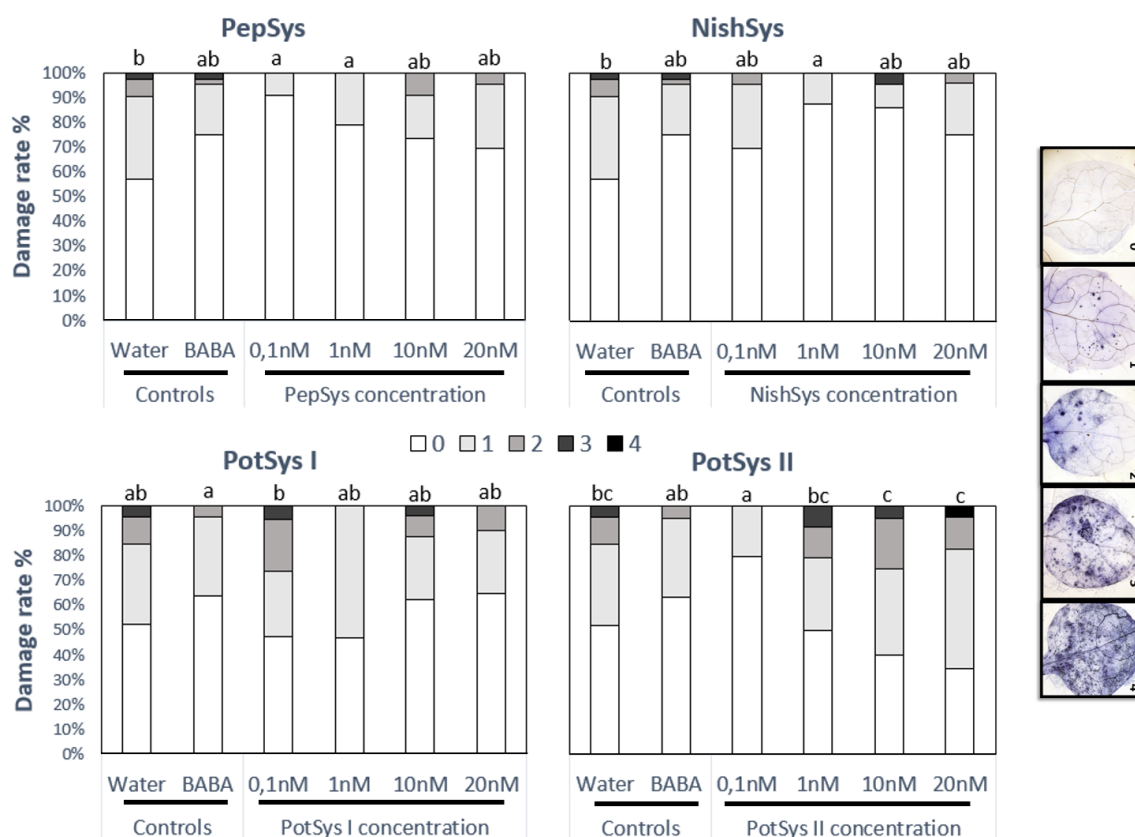 PepSys
NishSys
b ab a a ab ab
b ab ab a ab ab
Damage rate %
100%
90%
80%
70%
60%
50%
40%
30%
20%
10%
0%
Water BABA 0,1nM 1nM 10nM 20nM
Controls PepSys concentration
Water BABA 0,1nM 1nM 10nM 20nM
Controls NishSys concentration
0 1 2 3 4
PotSys I
PotSys II
ab a b ab ab ab
bc ab a bc c c
Damage rate %
100%
90%
80%
70%
60%
50%
40%
30%
20%
10%
0%
Water BABA 0,1nM 1nM 10nM 20nM
Controls PotSys I concentration
Water BABA 0,1nM 1nM 10nM 20nM
Controls PotSys II concentration